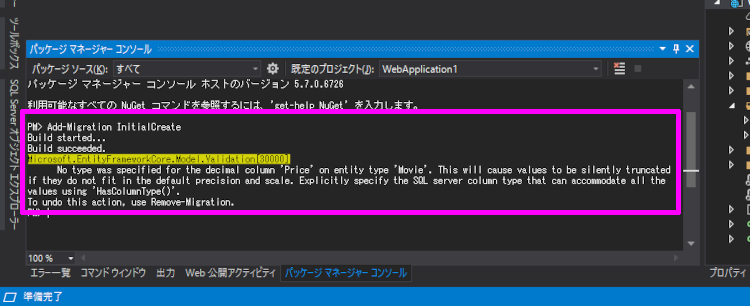 パッケージ マネージャー コンソール
パッケージ ソース(K): すべて 既定のプロジェクト(J): WebApplication1
パッケージ マネージャー コンソール ホストのバージョン 5.7.0.6726
利用可能なすべての NuGet コマンドを参照するには、'get-help NuGet' を入力します。
PM> Add-Migration InitialCreate
Build started...
Build succeeded.
Microsoft.EntityFrameworkCore.Model.Validation[30000]
No type was specified for the decimal column 'Price' on entity type 'Movie'. This will cause values to be silently truncated
if they do not fit in the default precision and scale. Explicitly specify the SQL server column type that can accommodate all the
values using 'HasColumnType()'.
To undo this action, use Remove-Migration.
PM>
100 %
エラー一覧 コマンド ウィンドウ 出力 Web 公開アクティビティ パッケージ マネージャー コンソール
準備完了
ツールボックス
SQL Server オブジェクト エクスプローラー
プロパティ